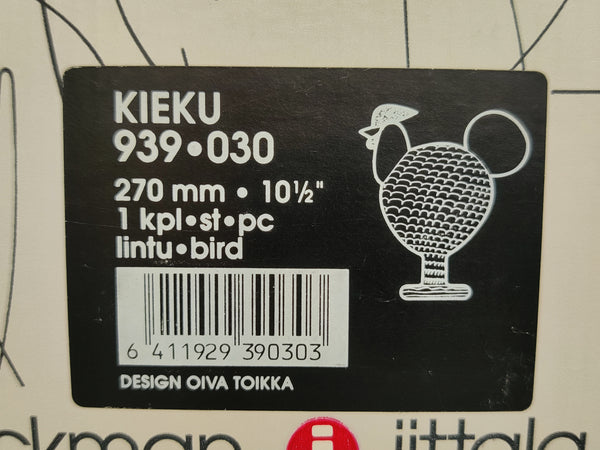 KIEKU
939•030
270 mm • 10½"
1 kpl•st•pc
lintu•bird
6 411929 390303
DESIGN OIVA TOIKKA
i iittala